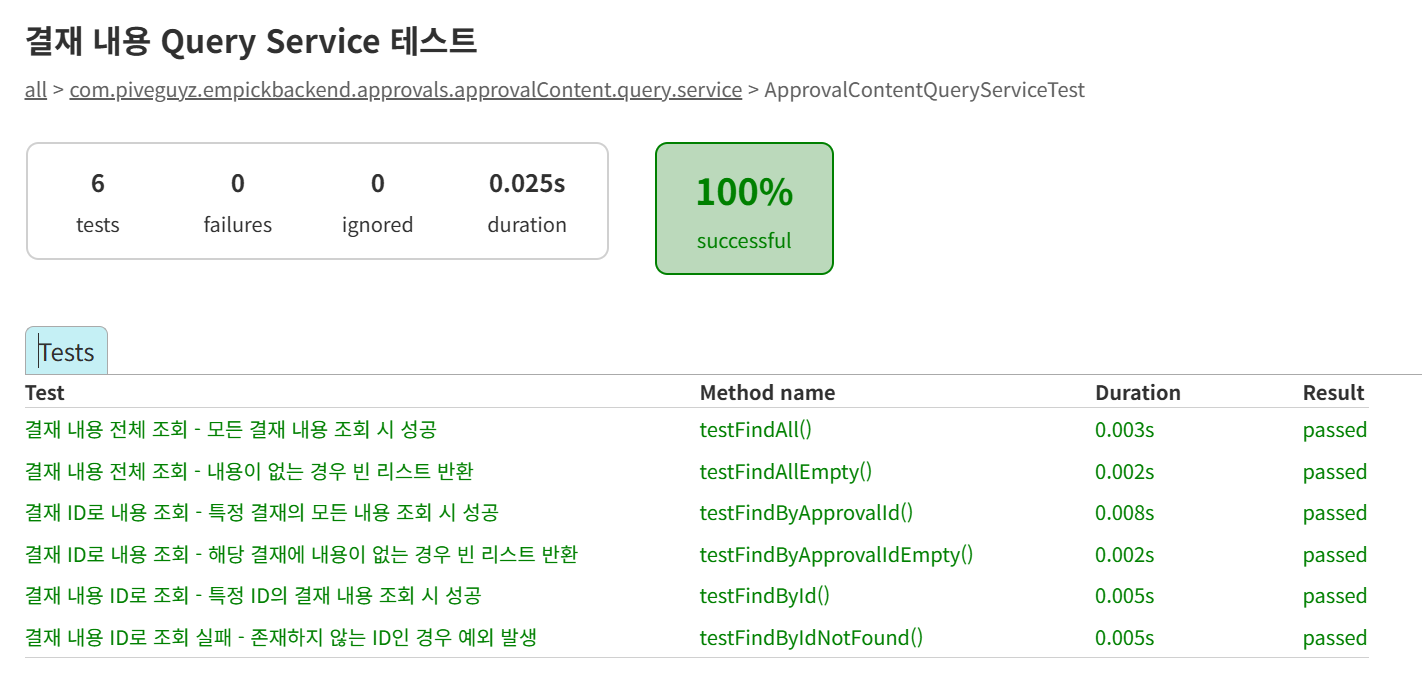 결재 내용 Query Service 테스트
all > com.piveguyz.empickbackend.approvals.approvalContent.query.service > ApprovalContentQueryServiceTest
6 0 0 0.025s
tests failures ignored duration
100%
successful
Tests
Test Method name Duration Result
결재 내용 전체 조회 - 모든 결재 내용 조회 시 성공 testFindAll() 0.003s passed
결재 내용 전체 조회 - 내용이 없는 경우 빈 리스트 반환 testFindAllEmpty() 0.002s passed
결재 ID로 내용 조회 - 특정 결재의 모든 내용 조회 시 성공 testFindByApprovalId() 0.008s passed
결재 ID로 내용 조회 - 해당 결재에 내용이 없는 경우 빈 리스트 반환 testFindByApprovalIdEmpty() 0.002s passed
결재 내용 ID로 조회 - 특정 ID의 결재 내용 조회 시 성공 testFindById() 0.005s passed
결재 내용 ID로 조회 실패 - 존재하지 않는 ID인 경우 예외 발생 testFindByIdNotFound() 0.005s passed